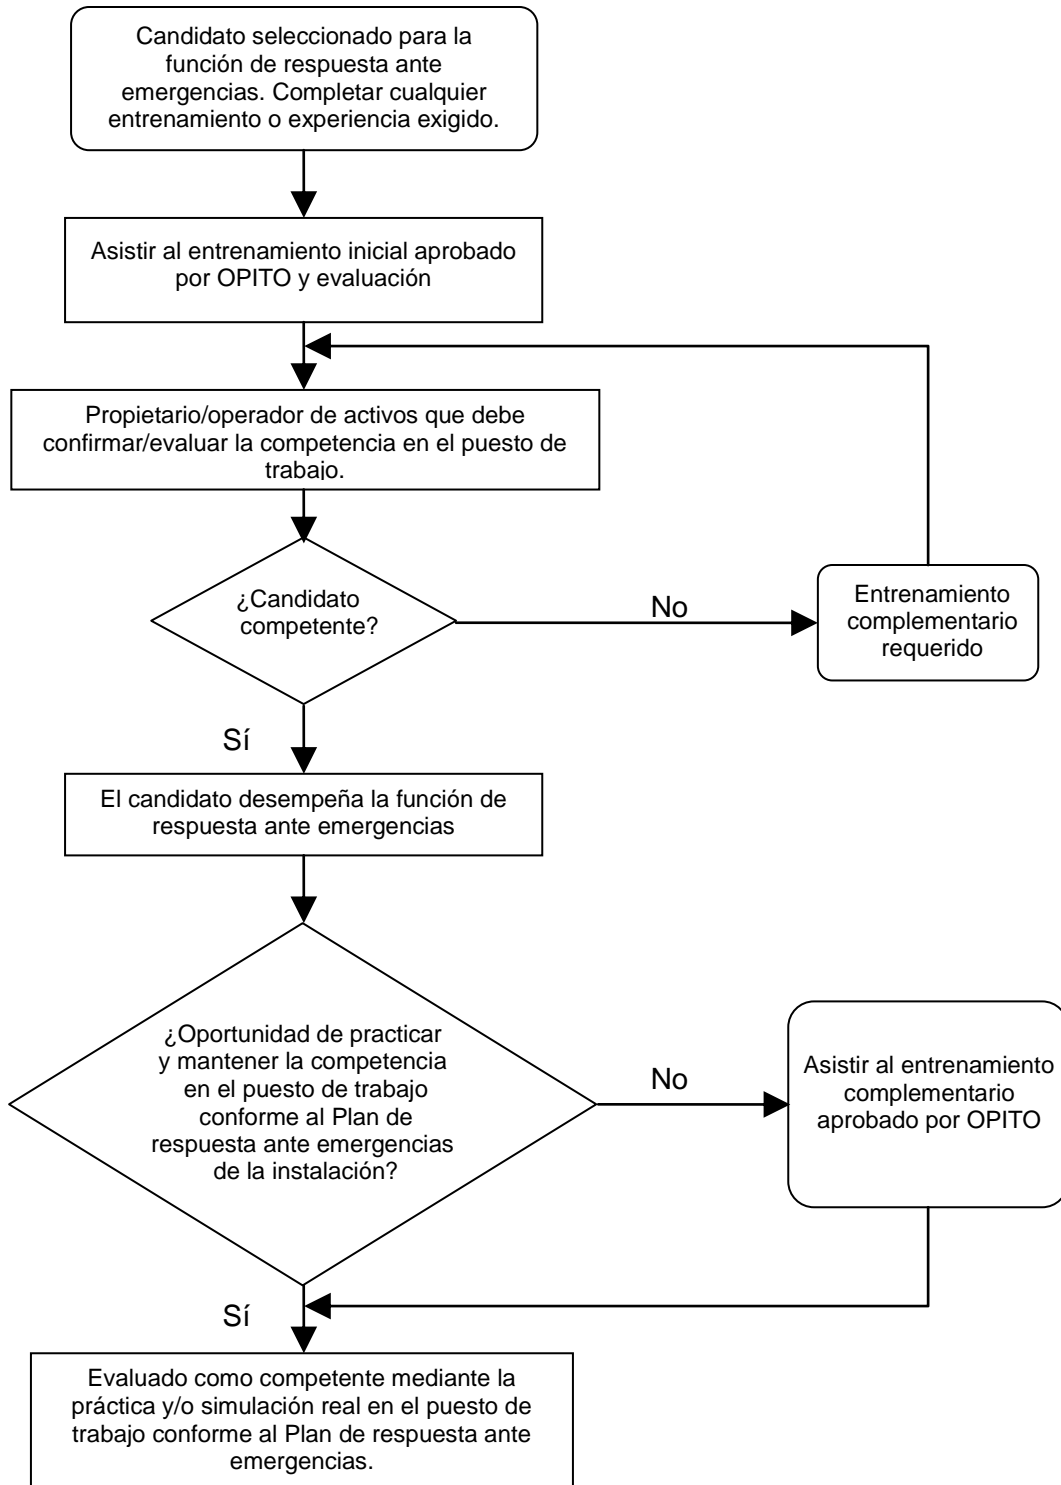 Candidato seleccionado para la
función de respuesta ante
emergencias. Completar cualquier
entrenamiento o experiencia exigido.
Asistir al entrenamiento inicial aprobado
por OPITO y evaluación
Propietario/operador de activos que debe
confirmar/evaluar la competencia en el puesto de
trabajo.
¿Candidato
competente?
No
Entrenamiento
complementario
requerido
Sí
El candidato desempeña la función de
respuesta ante emergencias
¿Oportunidad de practicar
y mantener la competencia
en el puesto de trabajo
conforme al Plan de
respuesta ante emergencias
de la instalación?
No
Asistir al entrenamiento
complementario
aprobado por OPITO
Sí
Evaluado como competente mediante la
práctica y/o simulación real en el puesto de
trabajo conforme al Plan de respuesta ante
emergencias.